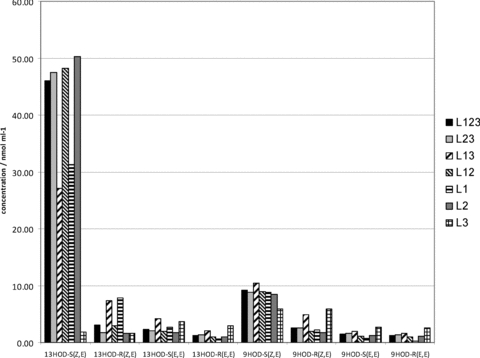 60.00
50.00
40.00
30.00
20.00
10.00
0.00
concentration / nmol ml-1
13HOD-S(Z,E) 13HOD-R(Z,E) 13HOD-S(E,E) 13HOD-R(E,E) 9HOD-S(Z,E) 9HOD-R(Z,E) 9HOD-S(E,E) 9HOD-R(E,E)
L123
L23
L13
L12
L1
L2
L3